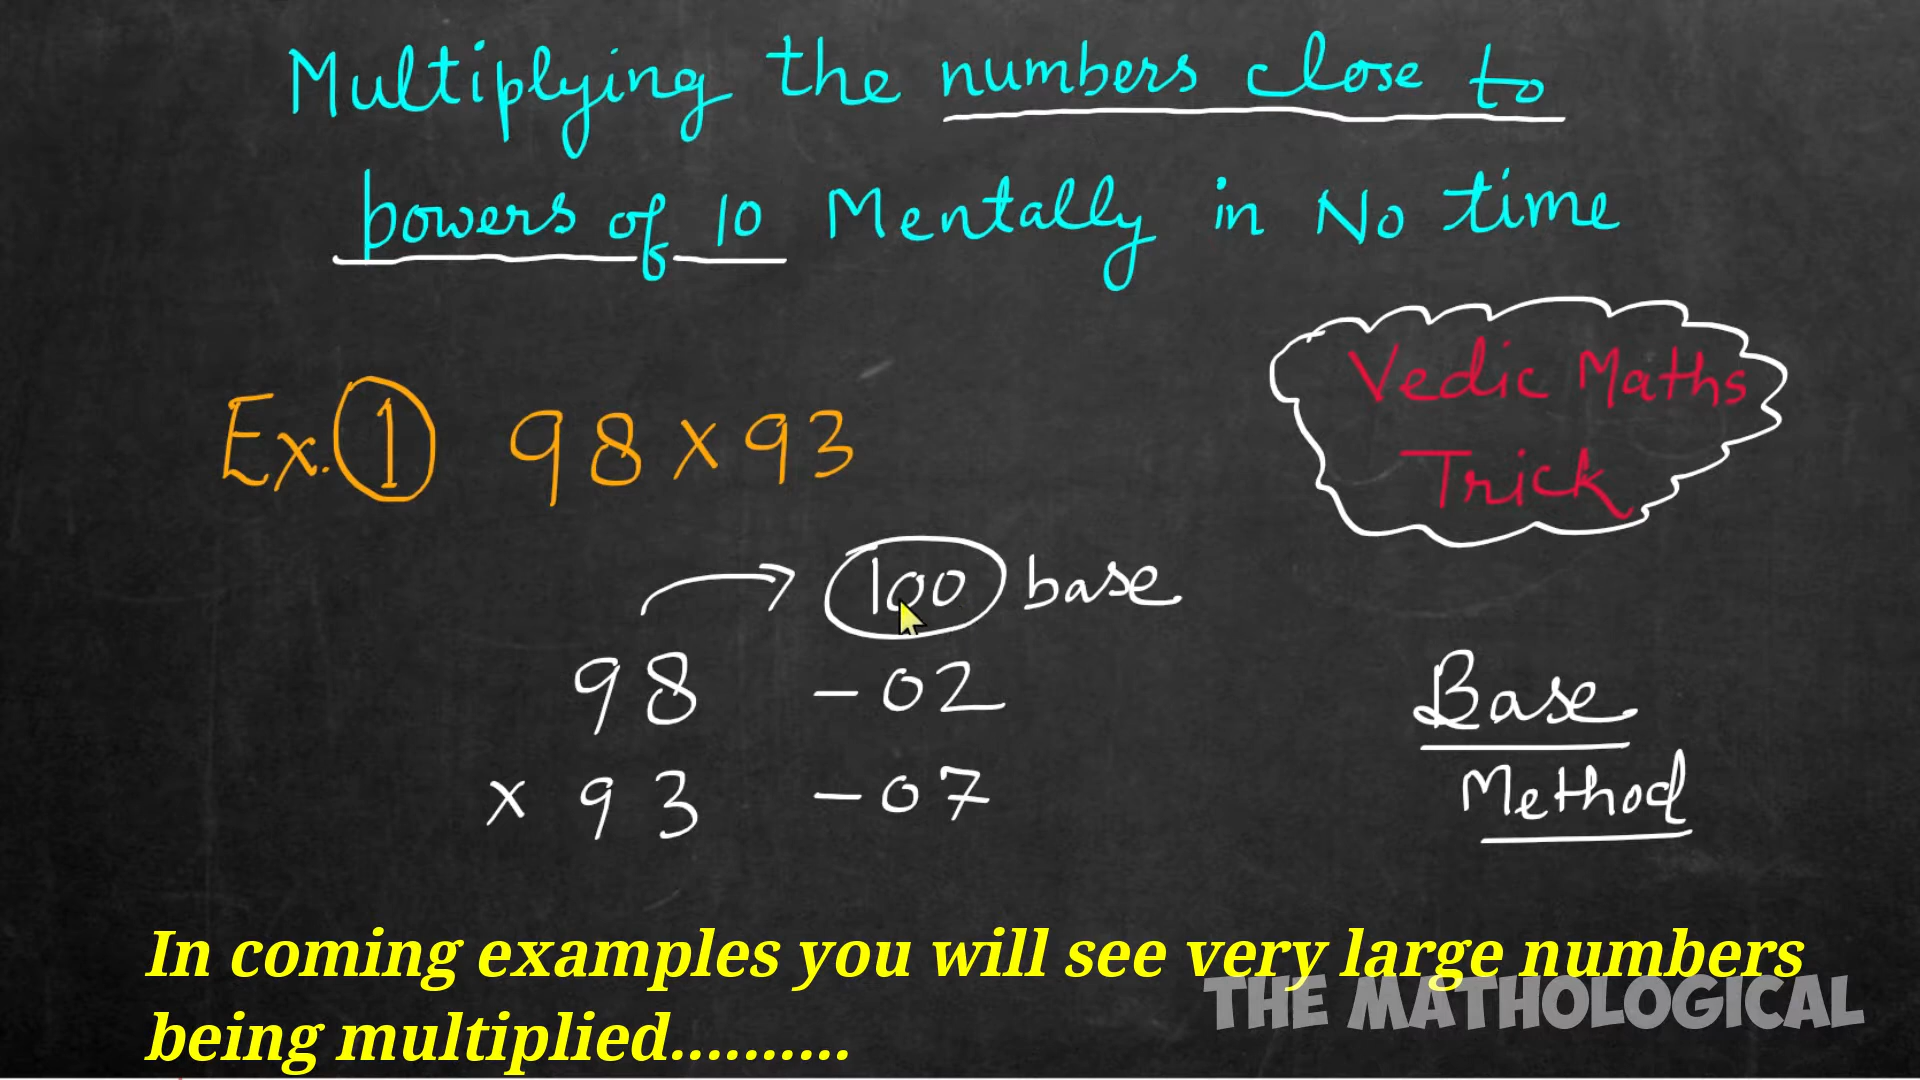 Multiplying the numbers close to
powers of 10 Mentally in No time
Vedic Maths
Trick
Ex. 1 98 x 93
100 base
98 - 02
x 93 - 07
Base
Method
In coming examples you will see very large numbers
being multiplied..........
THE MATHOLOGICAL